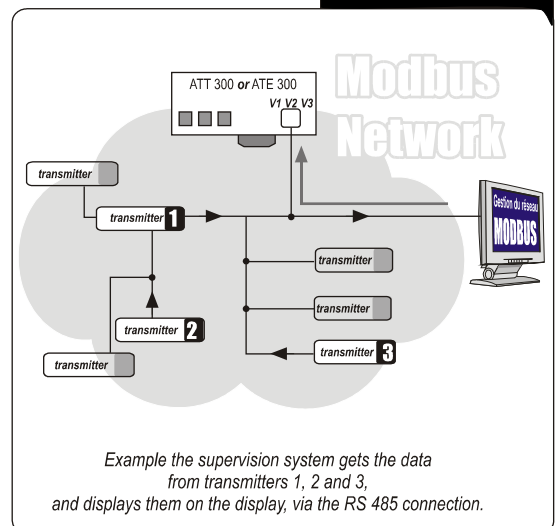 ATT 300 or ATE 300
V1 V2 V3
Modbus
Network
transmitter
transmitter 1
Gestion du réseau
MODBUS
transmitter
transmitter
transmitter 2
transmitter 3
transmitter
Example the supervision system gets the data
from transmitters 1, 2 and 3,
and displays them on the display, via the RS 485 connection.